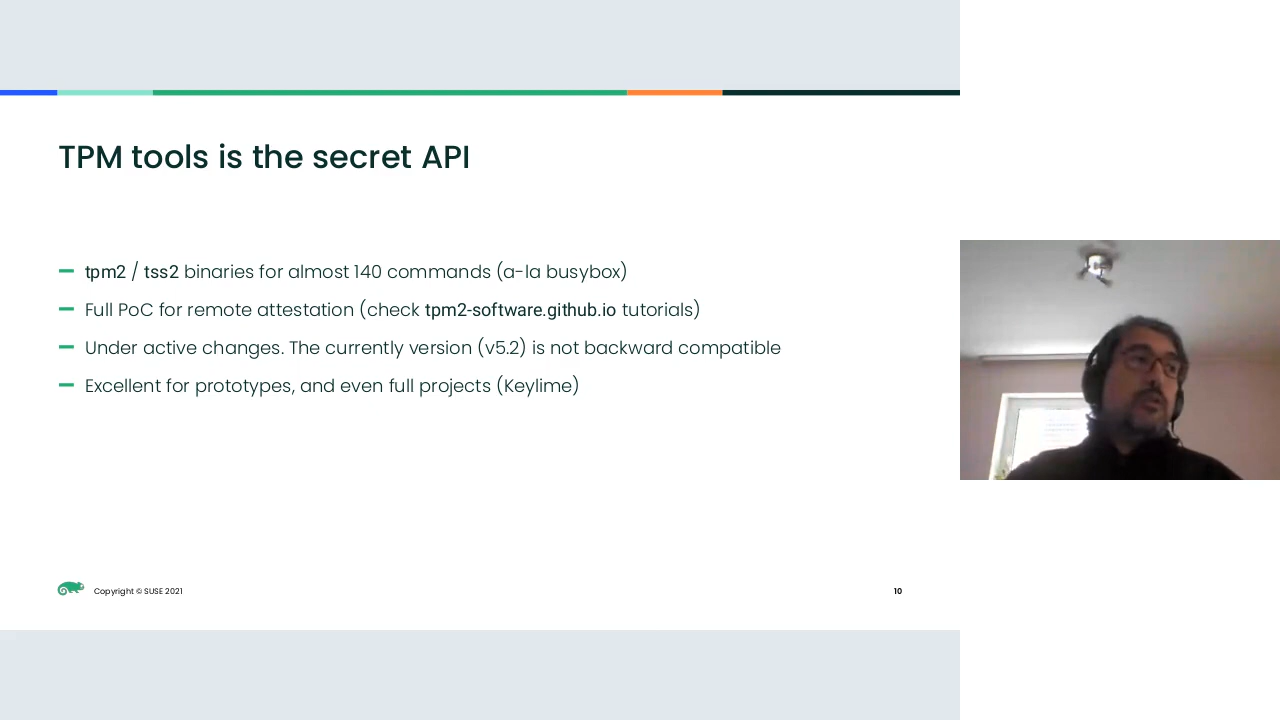 TPM tools is the secret API
tpm2 / tss2 binaries for almost 140 commands (a-la busybox)
Full PoC for remote attestation (check tpm2-software.github.io tutorials)
Under active changes. The currently version (v5.2) is not backward compatible
Excellent for prototypes, and even full projects (Keylime)
Copyright © SUSE 2021
10